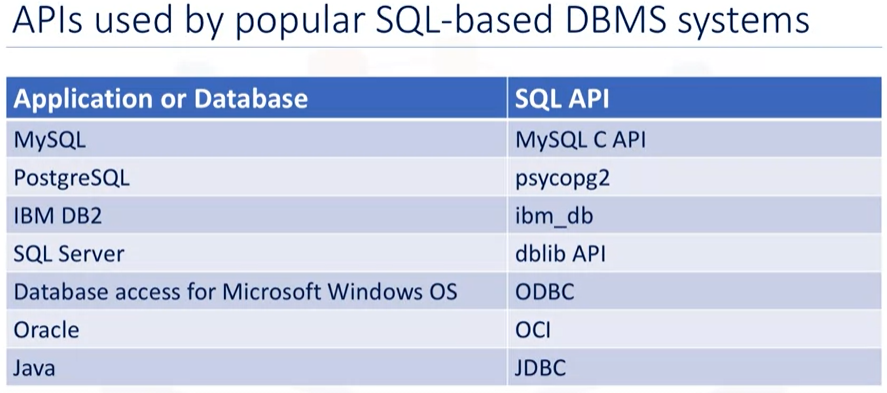 APIs used by popular SQL-based DBMS systems
Application or Database SQL API
MySQL MySQL C API
PostgreSQL psycopg2
IBM DB2 ibm_db
SQL Server dblib API
Database access for Microsoft Windows OS ODBC
Oracle OCI
Java JDBC